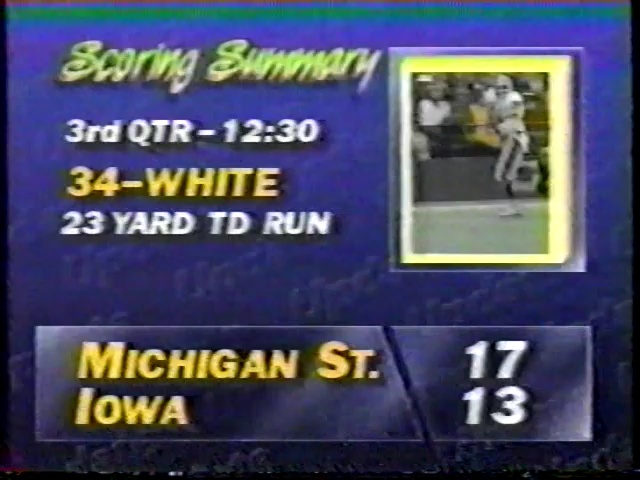 Scoring Summary
3rd QTR – 12:30
34–WHITE
23 YARD TD RUN
MICHIGAN ST. 17
IOWA 13